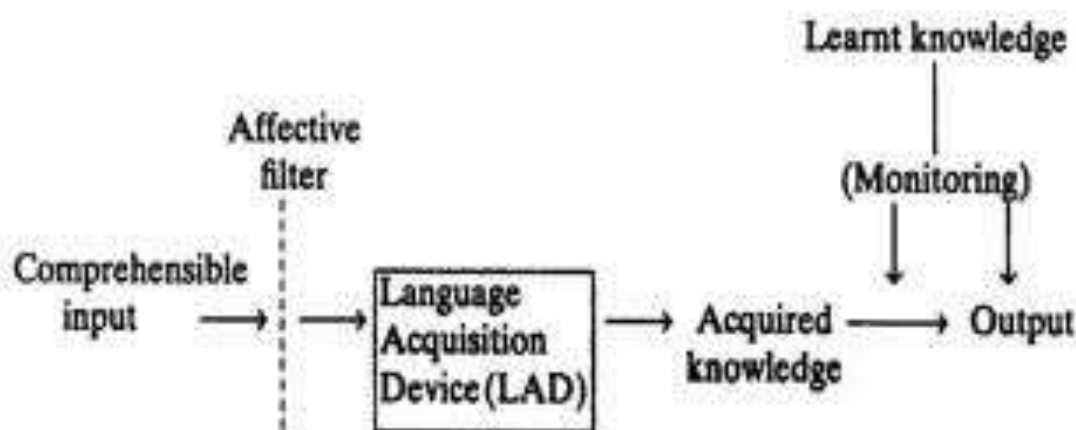 Learnt knowledge
Affective
filter
(Monitoring)
Comprehensible
input
Language
Acquisition
Device (LAD)
Acquired
knowledge
Output